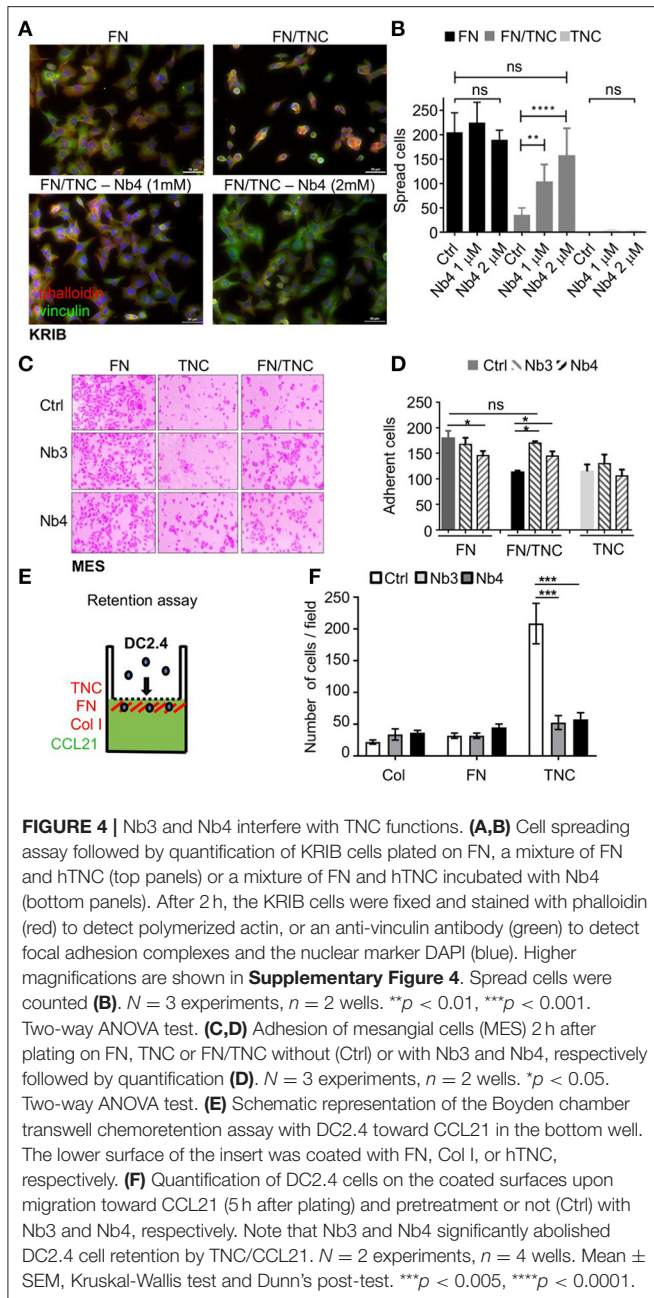 A
FN
FN/TNC
FN/TNC – Nb4 (1mM)
FN/TNC – Nb4 (2mM)
phalloidin
vinculin
KRIB
B
FN FN/TNC TNC
ns
ns
ns
****
**
Spread cells
250
200
150
100
50
0
Ctrl
Nb4 1 µM
Nb4 2 µM
Ctrl
Nb4 1 µM
Nb4 2 µM
Ctrl
Nb4 1 µM
Nb4 2 µM
C
FN TNC FN/TNC
Ctrl
Nb3
Nb4
MES
D
Ctrl Nb3 Nb4
ns
*
*
*
Adherent cells
200
150
100
50
0
FN FN/TNC TNC
E
Retention assay
DC2.4
TNC
FN
Col I
CCL21
F
Ctrl Nb3 Nb4
***
***
Number of cells / field
250
200
150
100
50
0
Col FN TNC
FIGURE 4 | Nb3 and Nb4 interfere with TNC functions. (A,B) Cell spreading
assay followed by quantification of KRIB cells plated on FN, a mixture of FN
and hTNC (top panels) or a mixture of FN and hTNC incubated with Nb4
(bottom panels). After 2 h, the KRIB cells were fixed and stained with phalloidin
(red) to detect polymerized actin, or an anti-vinculin antibody (green) to detect
focal adhesion complexes and the nuclear marker DAPI (blue). Higher
magnifications are shown in Supplementary Figure 4. Spread cells were
counted (B). N = 3 experiments, n = 2 wells. **p < 0.01, ***p < 0.001.
Two-way ANOVA test. (C,D) Adhesion of mesangial cells (MES) 2 h after
plating on FN, TNC or FN/TNC without (Ctrl) or with Nb3 and Nb4, respectively
followed by quantification (D). N = 3 experiments, n = 2 wells. *p < 0.05.
Two-way ANOVA test. (E) Schematic representation of the Boyden chamber
transwell chemoretention assay with DC2.4 toward CCL21 in the bottom well.
The lower surface of the insert was coated with FN, Col I, or hTNC,
respectively. (F) Quantification of DC2.4 cells on the coated surfaces upon
migration toward CCL21 (5 h after plating) and pretreatment or not (Ctrl) with
Nb3 and Nb4, respectively. Note that Nb3 and Nb4 significantly abolished
DC2.4 cell retention by TNC/CCL21. N = 2 experiments, n = 4 wells. Mean ±
SEM, Kruskal-Wallis test and Dunn's post-test. ***p < 0.005, ****p < 0.0001.